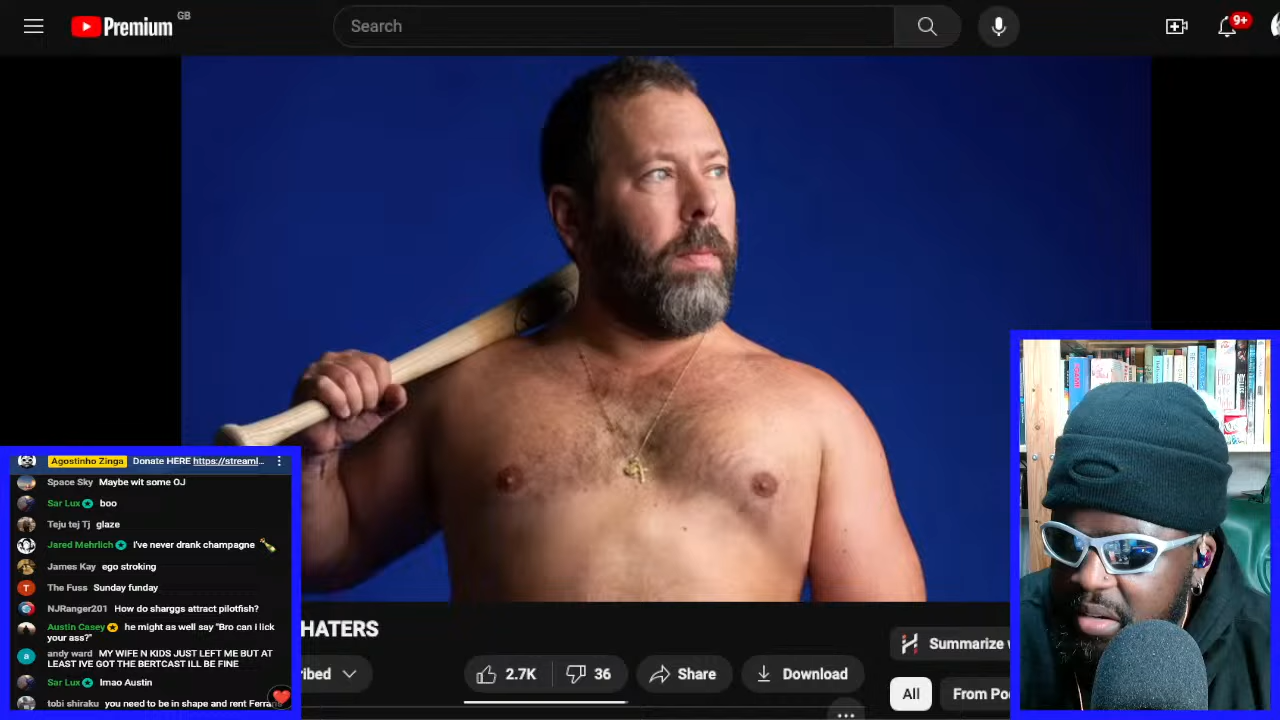 Premium GB
Search
9+
Agostinho Zinga Donate HERE https://streaml...
Space Sky Maybe wit some OJ
Sar Lux boo
Teju tej Tj glaze
Jared Mehrlich I've never drank champagne
James Kay ego stroking
The Fuss Sunday funday
NJRanger201 How do sharggs attract pilotfish?
Austin Casey he might as well say "Bro can i lick
your ass?"
andy ward MY WIFE N KIDS JUST LEFT ME BUT AT
LEAST IVE GOT THE BERTCAST ILL BE FINE
Sar Lux lmao Austin
tobi shiraku you need to be in shape and rent Ferrar
HATERS
ribed
2.7K
36
Share
Download
Summarize
All
From Po